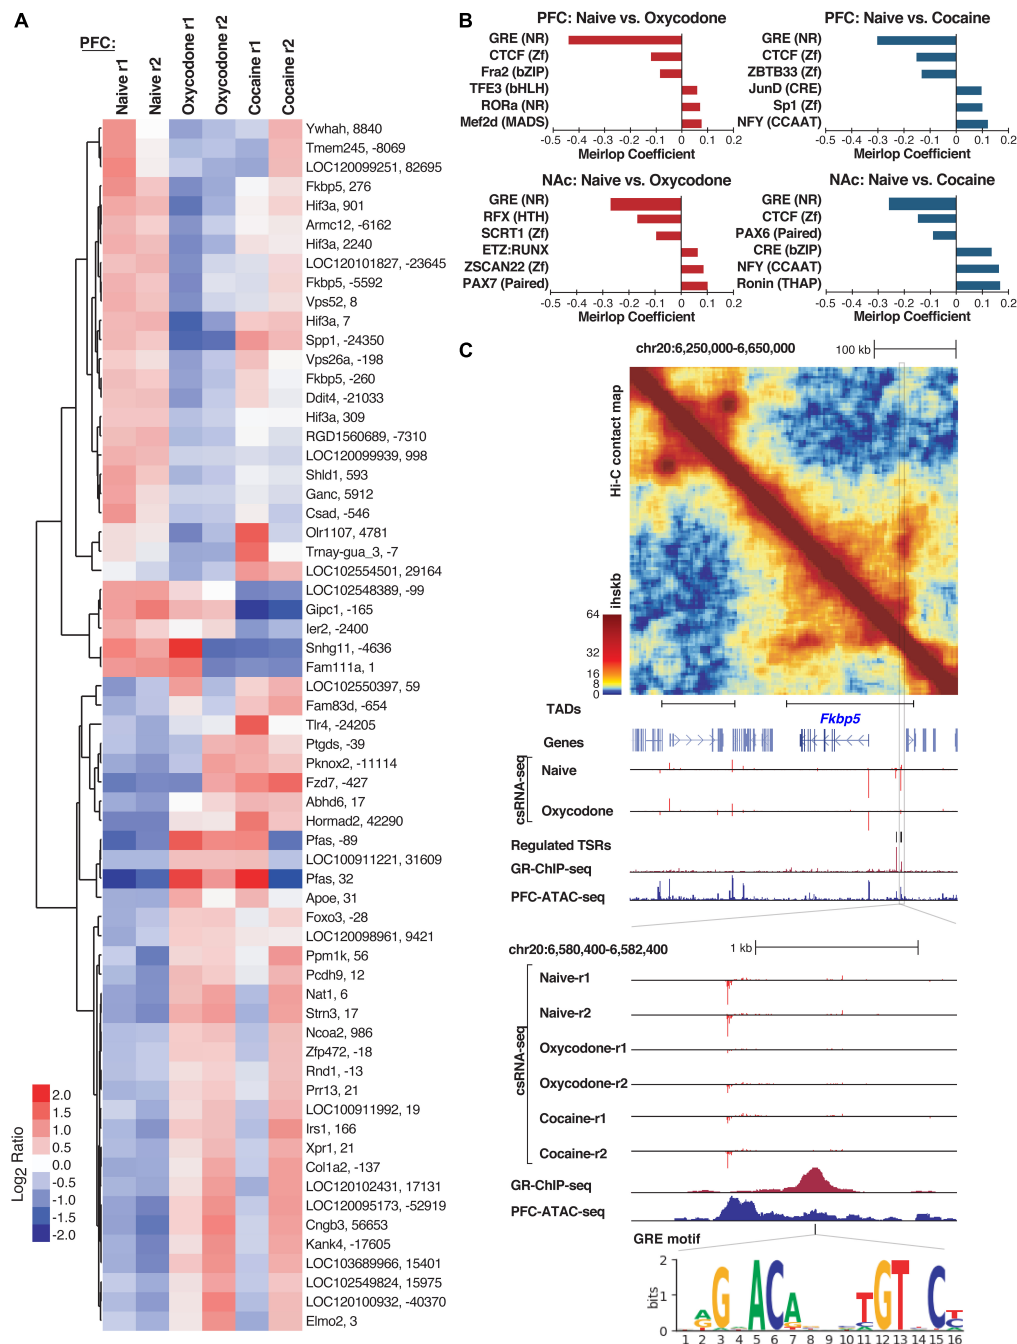 A
PFC:
Naive r1
Naive r2
Oxycodone r1
Oxycodone r2
Cocaine r1
Cocaine r2
Ywhah, 8840
Tmem245, -8069
LOC120099251, 82695
Fkbp5, 276
Hif3a, 901
Armc12, -6162
Hif3a, 2240
LOC120101827, -23645
Fkbp5, -5592
Vps52, 8
Hif3a, 7
Spp1, -24350
Vps26a, -198
Fkbp5, -260
Ddit4, -21033
Hif3a, 309
RGD1560689, -7310
LOC120099939, 998
Shld1, 593
Ganc, 5912
Csad, -546
Olr1107, 4781
Trnay-gua_3, -7
LOC102554501, 29164
LOC102548389, -99
Gipc1, -165
Ier2, -2400
Snhg11, -4636
Fam111a, 1
LOC102550397, 59
Fam83d, -654
Tlr4, -24205
Ptgds, -39
Pknox2, -11114
Fzd7, -427
Abhd6, 17
Hormad2, 42290
Pfas, -89
LOC100911221, 31609
Pfas, 32
Apoe, 31
Foxo3, -28
LOC120098961, 9421
Ppm1k, 56
Pcdh9, 12
Nat1, 6
Strn3, 17
Ncoa2, 986
Zfp472, -18
Rnd1, -13
Prr13, 21
LOC100911992, 19
Irs1, 166
Xpr1, 21
Col1a2, -137
LOC120102431, 17131
LOC120095173, -52919
Cngb3, 56653
Kank4, -17605
LOC103689966, 15401
LOC102549824, 15975
LOC120100932, -40370
Elmo2, 3
Log2 Ratio
2.0
1.5
1.0
0.5
0.0
-0.5
-1.0
-1.5
-2.0
B
PFC: Naive vs. Oxycodone
GRE (NR)
CTCF (Zf)
Fra2 (bZIP)
TFE3 (bHLH)
RORa (NR)
Mef2d (MADS)
-0.5 -0.4 -0.3 -0.2 -0.1 0 0.1 0.2
Meirlop Coefficient
PFC: Naive vs. Cocaine
GRE (NR)
CTCF (Zf)
ZBTB33 (Zf)
JunD (CRE)
Sp1 (Zf)
NFY (CCAAT)
-0.5 -0.4 -0.3 -0.2 -0.1 0 0.1 0.2
Meirlop Coefficient
NAc: Naive vs. Oxycodone
GRE (NR)
RFX (HTH)
SCRT1 (Zf)
ETZ:RUNX
ZSCAN22 (Zf)
PAX7 (Paired)
-0.5 -0.4 -0.3 -0.2 -0.1 0 0.1 0.2
Meirlop Coefficient
NAc: Naive vs. Cocaine
GRE (NR)
CTCF (Zf)
PAX6 (Paired)
CRE (bZIP)
NFY (CCAAT)
Ronin (THAP)
-0.5 -0.4 -0.3 -0.2 -0.1 0 0.1 0.2
Meirlop Coefficient
C
chr20:6,250,000-6,650,000
100 kb
Hi-C contact map
ihskb
64
32
16
8
0
TADs
Fkbp5
Genes
csRNA-seq
Naive
Oxycodone
Regulated TSRs
GR-ChIP-seq
PFC-ATAC-seq
chr20:6,580,400-6,582,400
1 kb
csRNA-seq
Naive-r1
Naive-r2
Oxycodone-r1
Oxycodone-r2
Cocaine-r1
Cocaine-r2
GR-ChIP-seq
PFC-ATAC-seq
GRE motif
bits
2
1
0
1 2 3 4 5 6 7 8 9 10 11 12 13 14 15 16